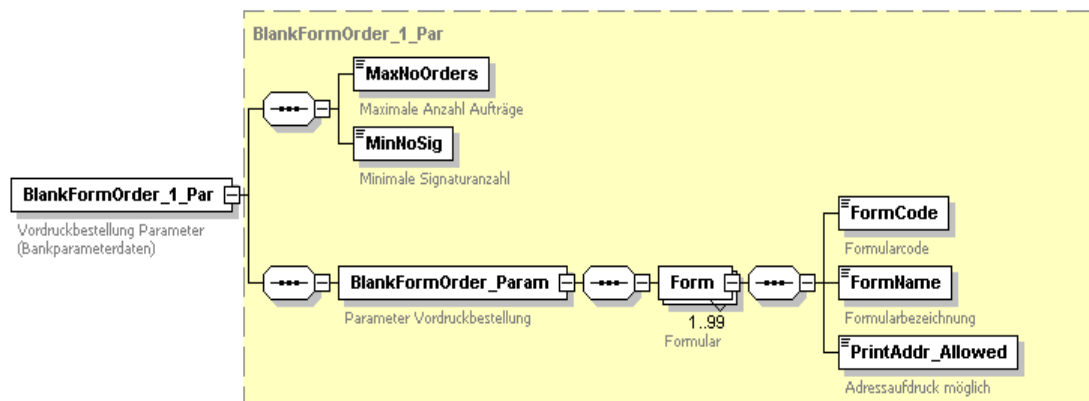 BlankFormOrder_1_Par
MaxNoOrders
Maximale Anzahl Aufträge
MinNoSig
Minimale Signaturanzahl
BlankFormOrder_1_Par
Vordruckbestellung Parameter
(Bankparameterdaten)
BlankFormOrder_Param
Parameter Vordruckbestellung
Form
1..99
Formular
FormCode
Formularcode
FormName
Formularbezeichnung
PrintAddr_Allowed
Adressaufdruck möglich